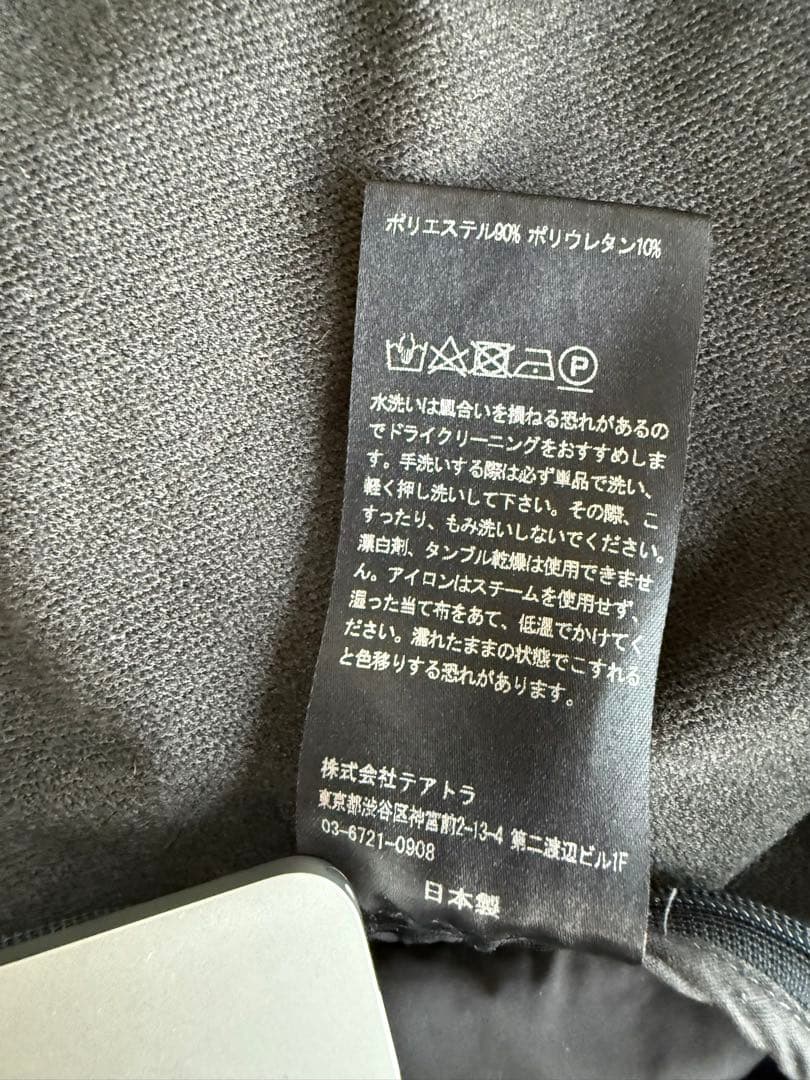 ポリエステル90% ポリウレタン10%
P
水洗いは風合いを損ねる恐れがあるの
でドライクリーニングをおすすめしま
す。手洗いする際は必ず単品で洗い、
軽く押し洗いして下さい。その際、こ
すったり、もみ洗いしないでください。
漂白剤、タンブル乾燥は使用できませ
ん。アイロンはスチームを使用せず、
湿った当て布をあて、低温でかけてく
ださい。濡れたままの状態でこすれる
と色移りする恐れがあります。
株式会社テアトラ
東京都渋谷区神宮前2-13-4 第二渡辺ビル1F
03-6721-0908
日本製